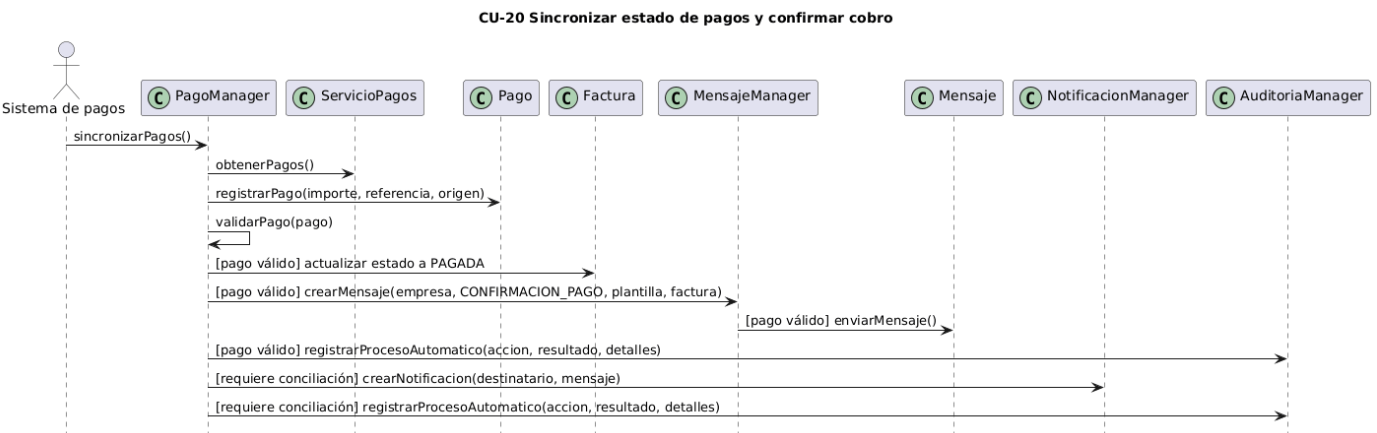 CU-20 Sincronizar estado de pagos y confirmar cobro
Sistema de pagos
C PagoManager
C ServicioPagos
C Pago
C Factura
C MensajeManager
C Mensaje
C NotificacionManager
C AuditoriaManager
sincronizarPagos()
obtenerPagos()
registrarPago(importe, referencia, origen)
validarPago(pago)
[pago válido] actualizar estado a PAGADA
[pago válido] crearMensaje(empresa, CONFIRMACION_PAGO, plantilla, factura)
[pago válido] enviarMensaje()
[pago válido] registrarProcesoAutomatico(accion, resultado, detalles)
[requiere conciliación] crearNotificacion(destinatario, mensaje)
[requiere conciliación] registrarProcesoAutomatico(accion, resultado, detalles)